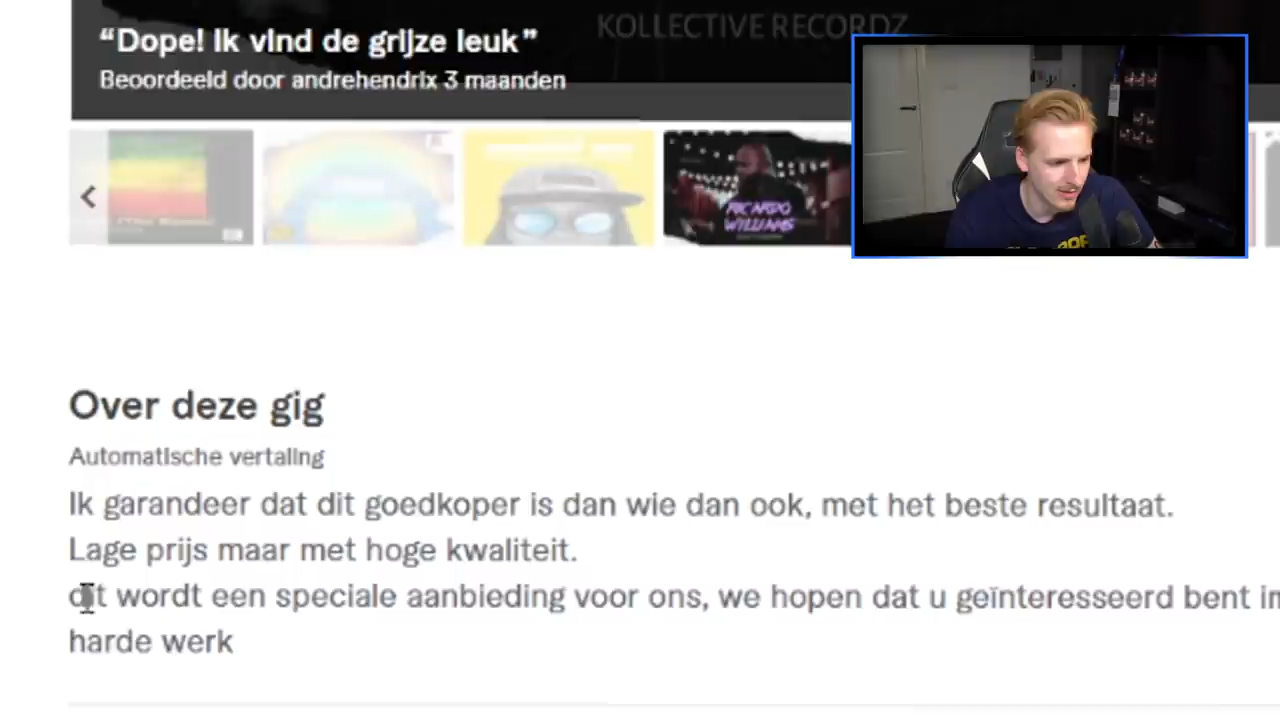 KOLLECTIVE RECORDZ
“Dope! Ik vind de grijze leuk”
Beoordeeld door andrehendrix 3 maanden
RICARDO
WILLIAMS
Over deze gig
Automatische vertaling
Ik garandeer dat dit goedkoper is dan wie dan ook, met het beste resultaat.
Lage prijs maar met hoge kwaliteit.
dit wordt een speciale aanbieding voor ons, we hopen dat u geïnteresseerd bent in
harde werk